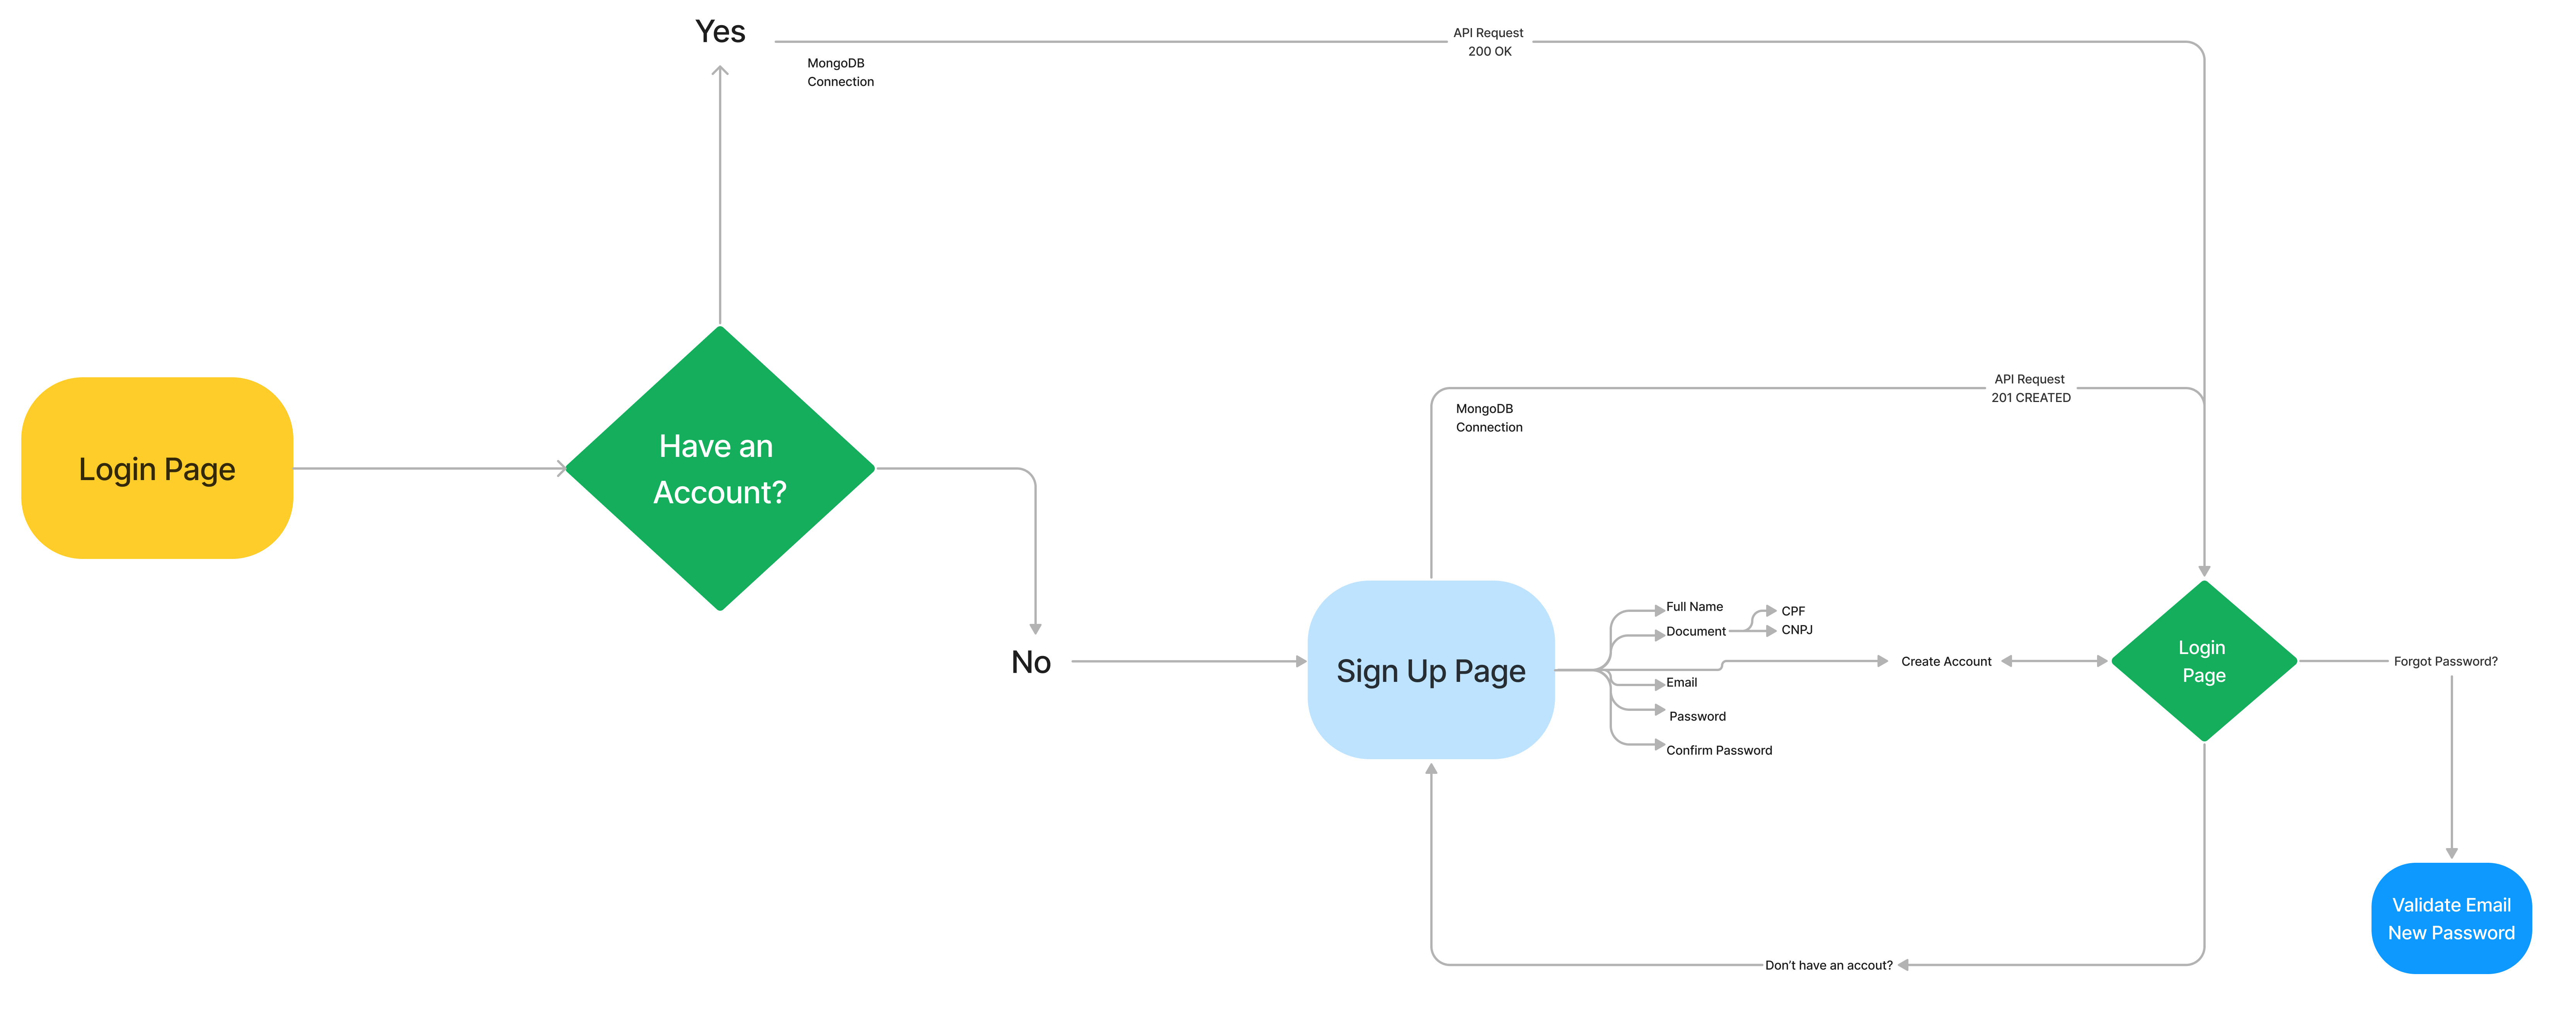 Yes
API Request
200 OK
MongoDB
Connection
Login Page
Have an
Account?
No
API Request
201 CREATED
MongoDB
Connection
Sign Up Page
Full Name
Document
CPF
CNPJ
Email
Password
Confirm Password
Create Account
Login
Page
Forgot Password?
Validate Email
New Password
Don't have an accout?